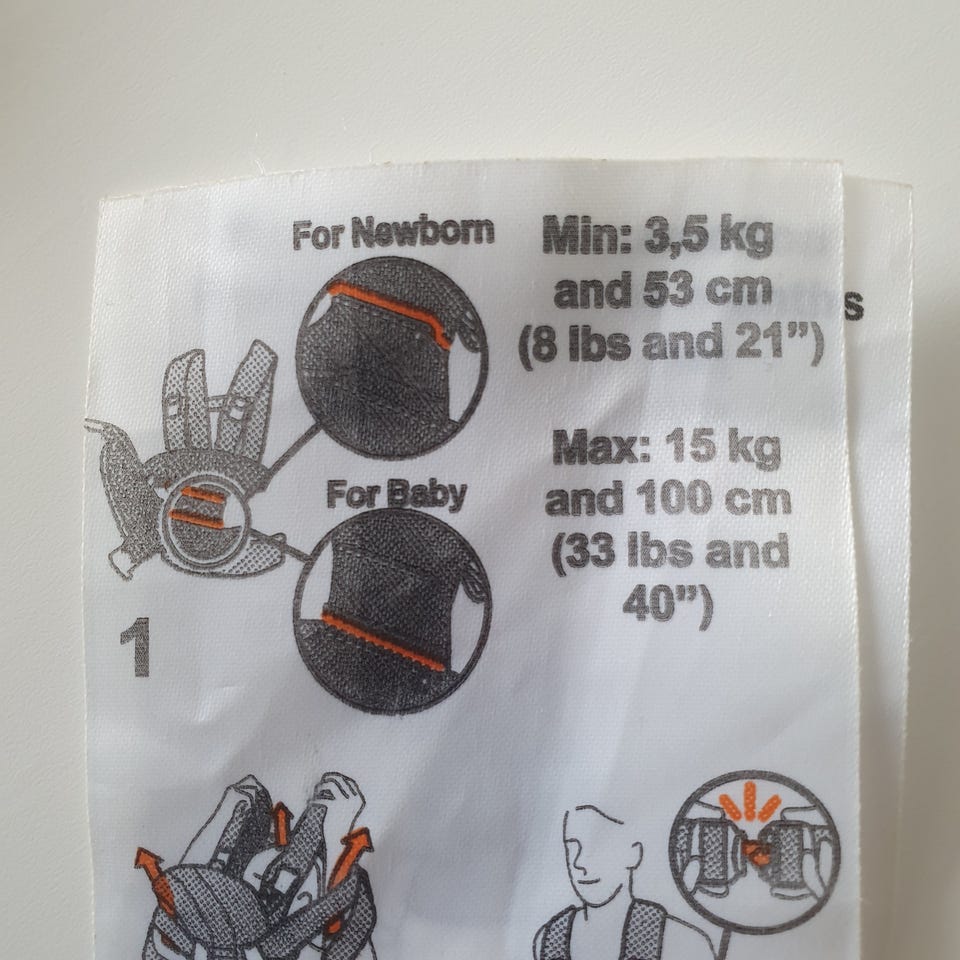 For Newborn
Min: 3,5 kg
and 53 cm
(8 lbs and 21”)
For Baby
Max: 15 kg
and 100 cm
(33 lbs and
40”)
1